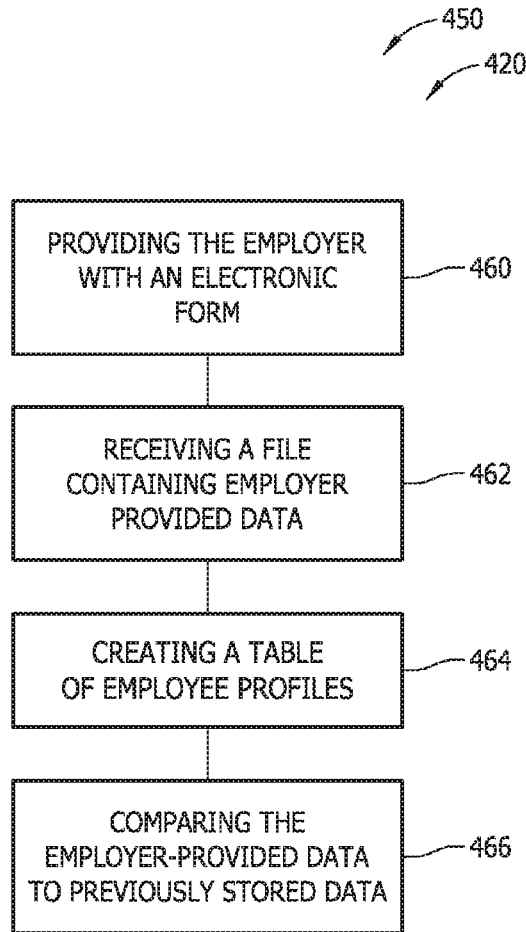 450
420
PROVIDING THE EMPLOYER
WITH AN ELECTRONIC
FORM
460
RECEIVING A FILE
CONTAINING EMPLOYER
PROVIDED DATA
462
CREATING A TABLE
OF EMPLOYEE PROFILES
464
COMPARING THE
EMPLOYER-PROVIDED DATA
TO PREVIOUSLY STORED DATA
466